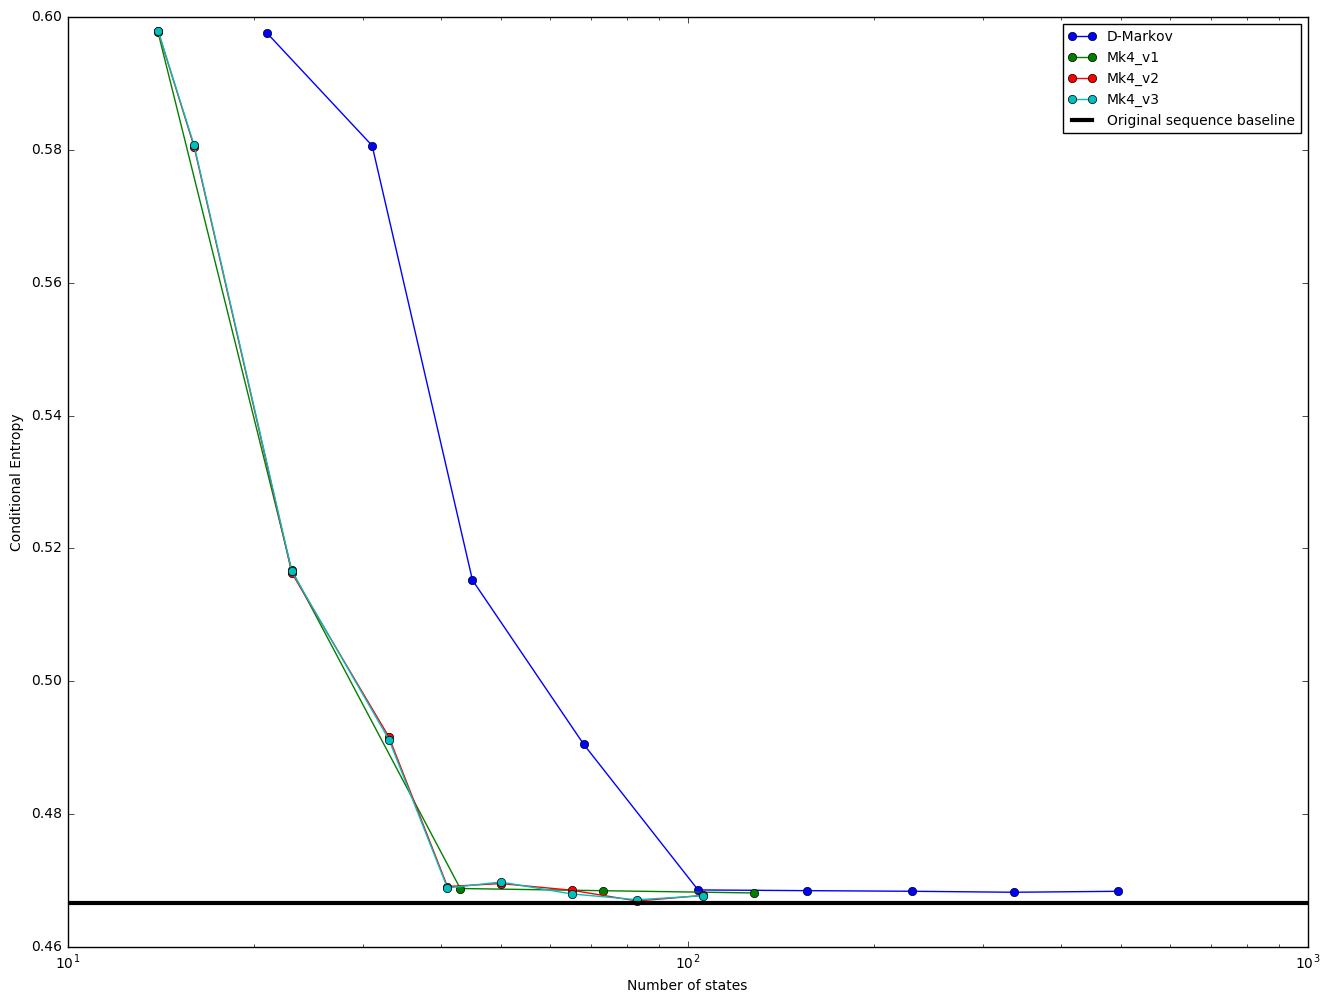 0.60
0.58
0.56
0.54
0.52
0.50
0.48
0.46
Conditional Entropy
10^1
10^2
10^3
Number of states
D-Markov
Mk4_v1
Mk4_v2
Mk4_v3
Original sequence baseline